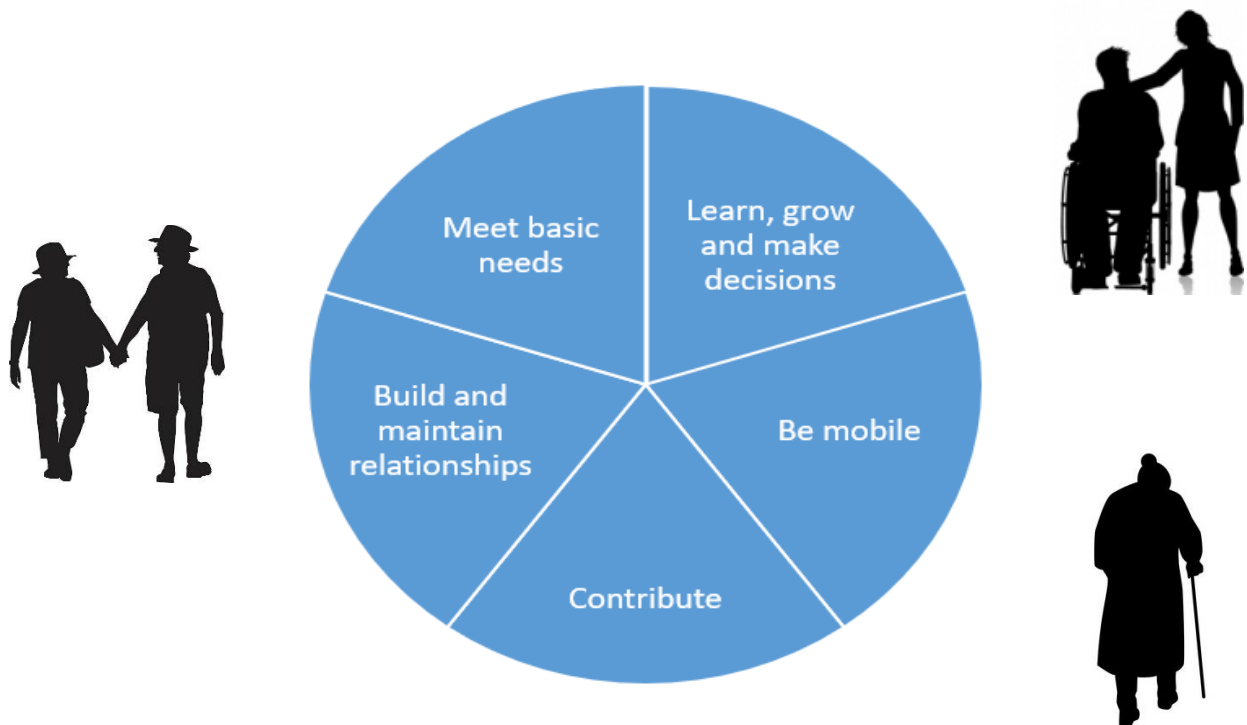 Meet basic
needs
Learn, grow
and make
decisions
Build and
maintain
relationships
Be mobile
Contribute